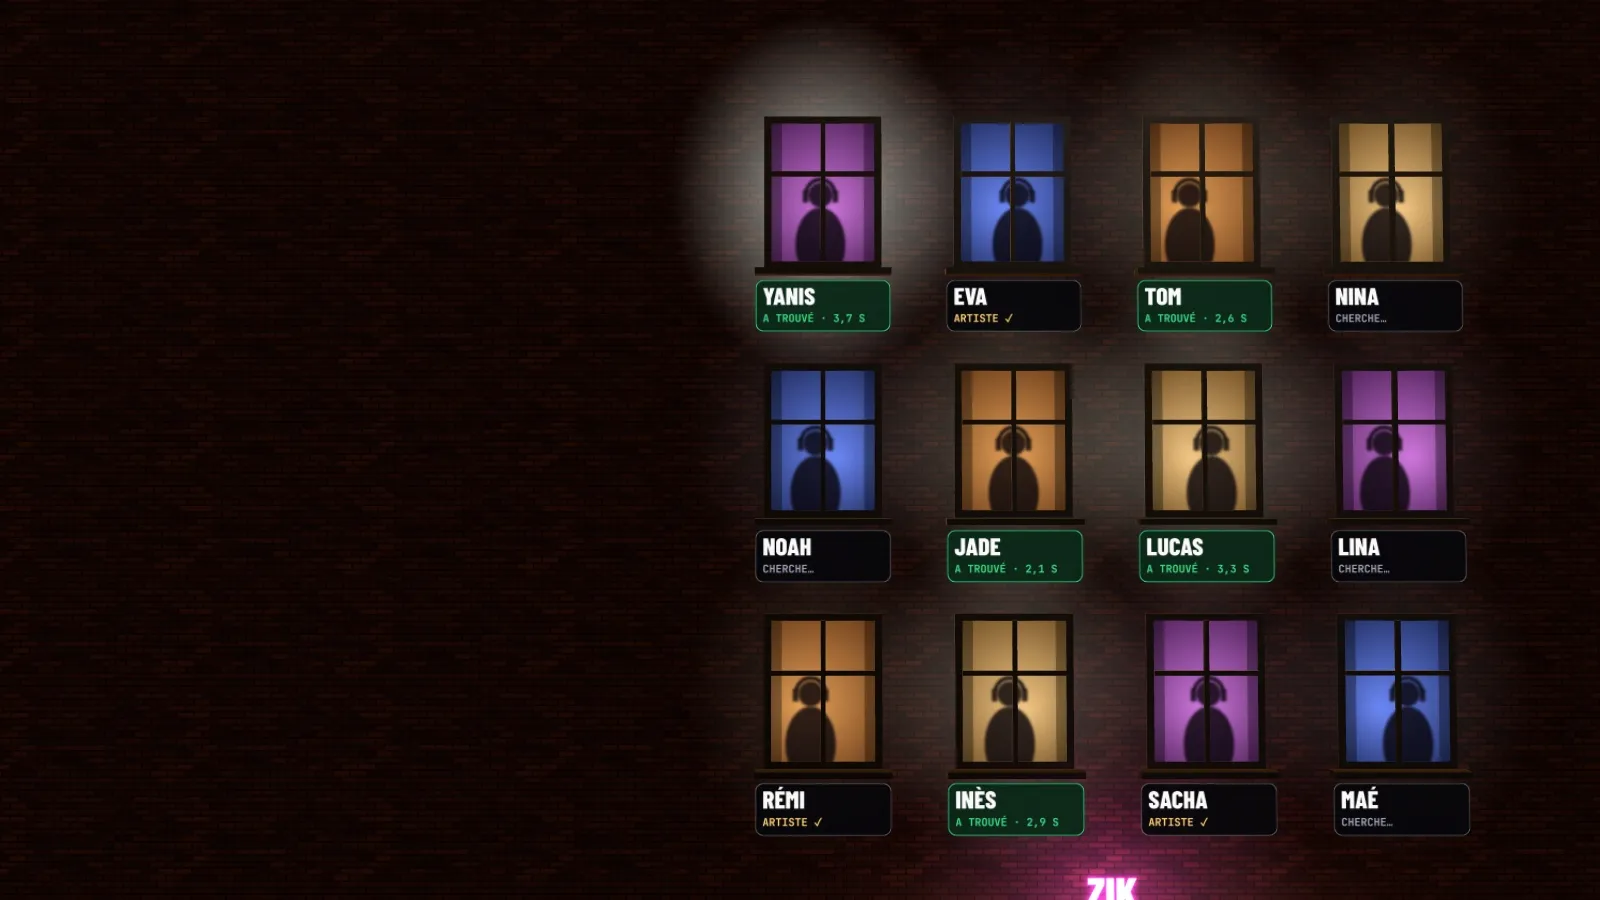 YANIS
A TROUVÉ · 3,7 S
EVA
ARTISTE ✓
TOM
A TROUVÉ · 2,6 S
NINA
CHERCHE…
NOAH
CHERCHE…
JADE
A TROUVÉ · 2,1 S
LUCAS
A TROUVÉ · 3,3 S
LINA
CHERCHE…
RÉMI
ARTISTE ✓
INÈS
A TROUVÉ · 2,9 S
SACHA
ARTISTE ✓
MAÉ
CHERCHE…
ZIK